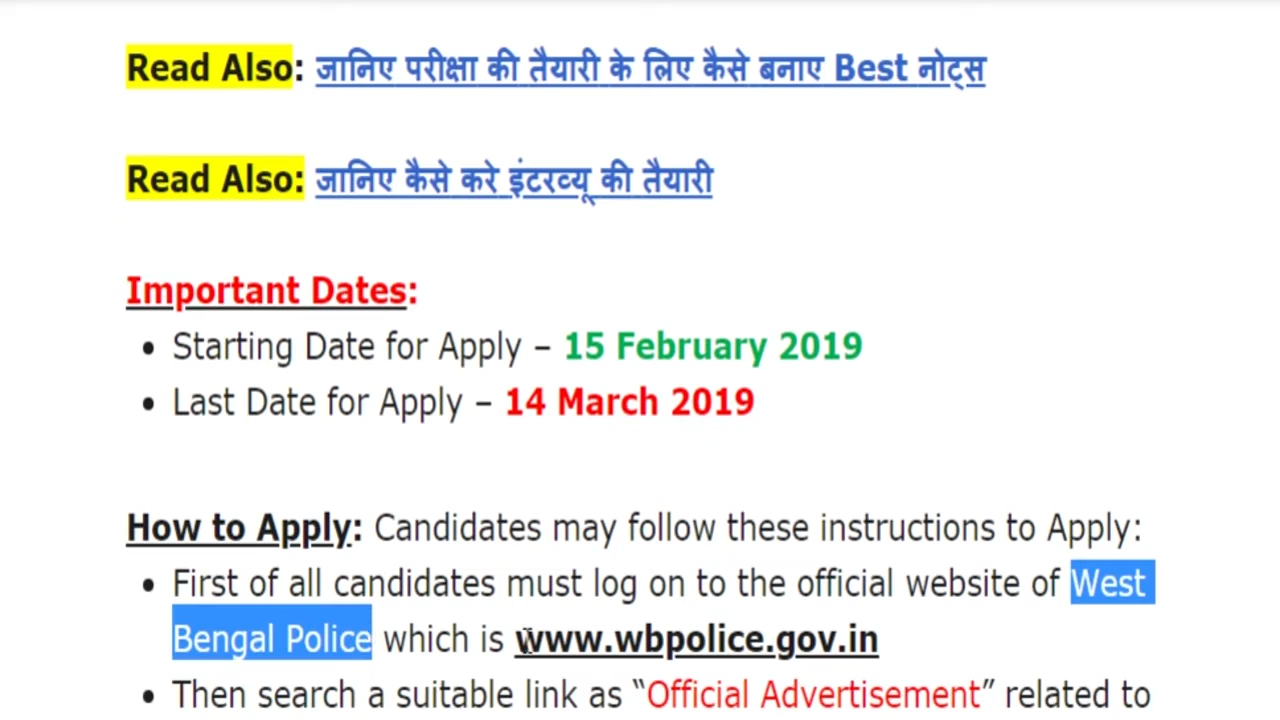 Read Also: जानिए परीक्षा की तैयारी के लिए कैसे बनाए Best नोट्स
Read Also: जानिए कैसे करे इंटरव्यू की तैयारी
Important Dates:
• Starting Date for Apply – 15 February 2019
• Last Date for Apply – 14 March 2019
How to Apply: Candidates may follow these instructions to Apply:
• First of all candidates must log on to the official website of West
Bengal Police which is www.wbpolice.gov.in
• Then search a suitable link as “Official Advertisement” related to